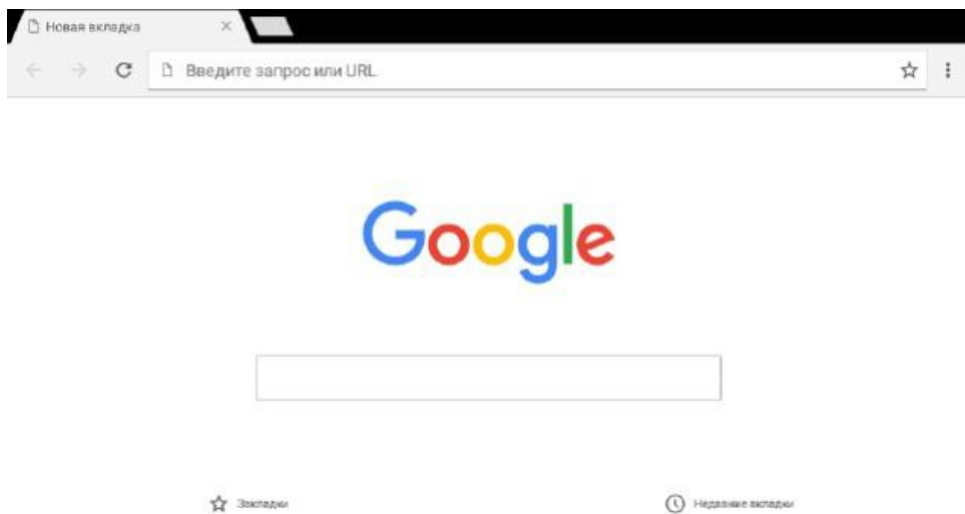 Новая вкладка
Введите запрос или URL
Google
Закладки
Недавние вкладки